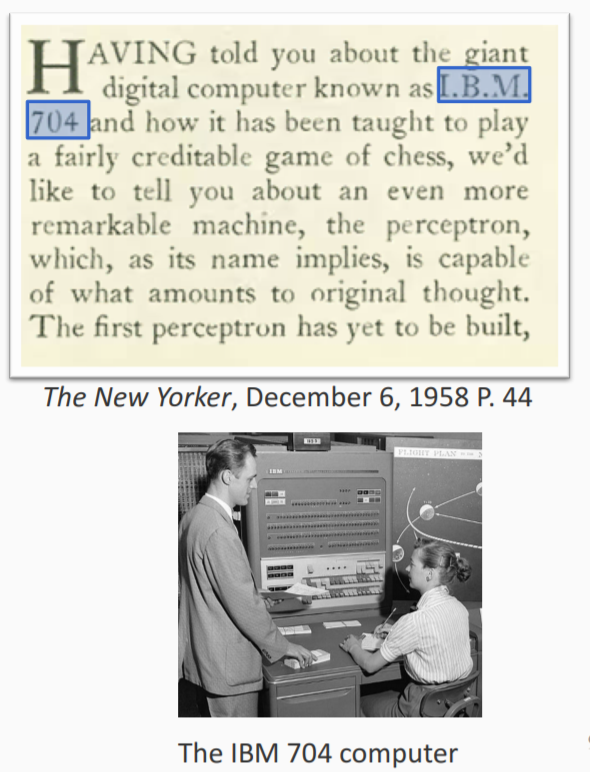 HAVING told you about the giant
digital computer known as I.B.M.
704 and how it has been taught to play
a fairly creditable game of chess, we'd
like to tell you about an even more
remarkable machine, the perceptron,
which, as its name implies, is capable
of what amounts to original thought.
The first perceptron has yet to be built,
The New Yorker, December 6, 1958 P. 44
IBM
FLIGHT PLAN
The IBM 704 computer